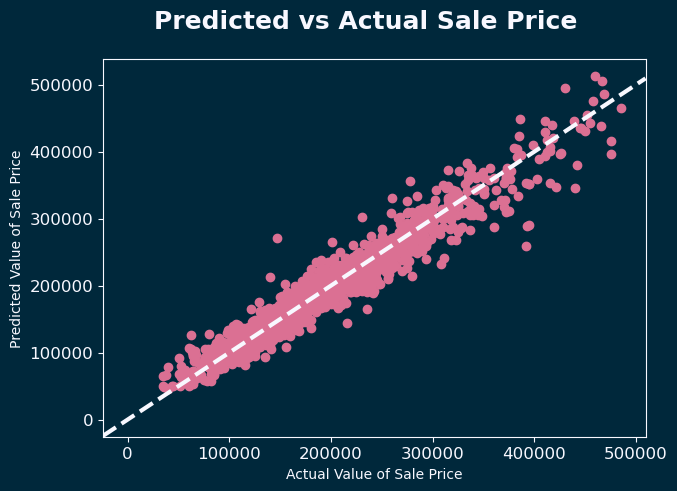 Predicted vs Actual Sale Price
500000
400000
300000
200000
100000
0
Predicted Value of Sale Price
0 100000 200000 300000 400000 500000
Actual Value of Sale Price